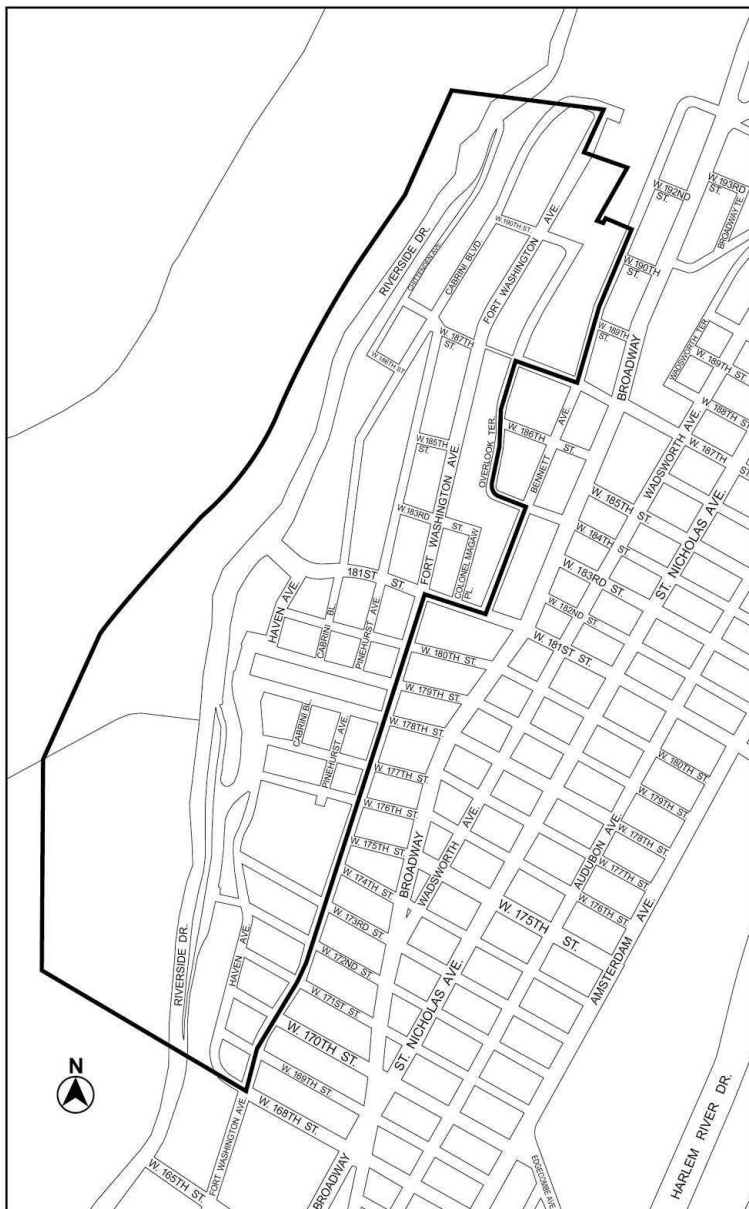 W. 193RD
ST.
W. 192ND
ST.
BROADWAY TE
W. 190TH ST.
AVE.
RIVERSIDE DR.
CHITTENDEN AVE
CABRINI BLVD
FORT WASHINGTON
W. 190TH
ST.
W. 189TH
ST.
WADSWORTH TER.
W. 187TH
ST.
BROADWAY
W. 189TH ST.
W. 186TH ST.
W. 188TH ST.
OVERLOOK TER.
AVE.
W. 186TH
ST.
BENNETT
W. 185TH
ST.
FORT WASHINGTON AVE.
WADSWORTH AVE.
W. 187TH
ST.
W. 185TH
ST.
ST. NICHOLAS AVE.
W. 183RD
ST.
W. 184TH
ST.
COLONEL MAGAW
PL.
W. 183RD ST.
181ST ST.
W. 182ND ST.
HAVEN AVE.
CABRINI BL.
PINEHURST AVE.
W. 181ST ST.
W. 180TH ST.
W. 179TH ST.
CABRINI BL.
PINEHURST AVE.
W. 178TH ST.
W. 180TH ST.
W. 177TH ST.
W. 179TH ST.
W. 176TH ST.
AUDUBON AVE.
W. 178TH ST.
W. 175TH ST.
BROADWAY
WADSWORTH AVE.
W. 177TH ST.
W. 174TH ST.
W. 176TH ST.
W. 173RD ST.
W. 175TH ST.
AMSTERDAM AVE.
HAVEN AVE.
RIVERSIDE DR.
W. 172ND ST.
W. 171ST ST.
ST. NICHOLAS AVE.
W. 170TH ST.
N
W. 169TH ST.
W. 168TH ST.
FORT WASHINGTON AVE.
HARLEM RIVER DR.
W. 165TH ST.
BROADWAY
EDGECOMBE AVE